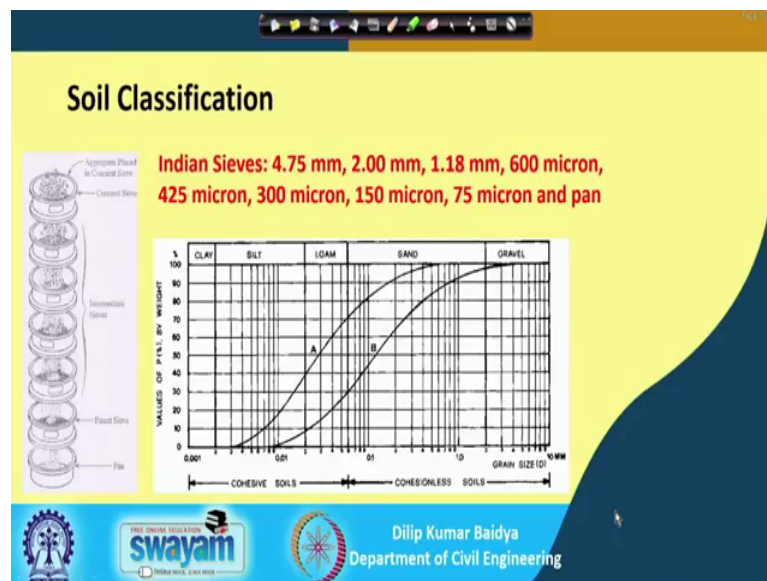 Soil Classification
Indian Sieves: 4.75 mm, 2.00 mm, 1.18 mm, 600 micron,
425 micron, 300 micron, 150 micron, 75 micron and pan
Aggregates Placed
in Coarsest Sieve
Coarsest Sieve
Intermediate
Sieves
Finest Sieve
Pan
% CLAY SILT LOAM SAND GRAVEL
100
90
80
70
60
50
40
30
20
10
0
VALUES OF P(%), BY WEIGHT
A
B
0.001 0.01 01 1,0 10 MM
GRAIN SIZE (D)
COHESIVE SOILS COHESIONLESS SOILS
FREE ONLINE EDUCATION
swayam
Dilip Kumar Baidya
Department of Civil Engineering